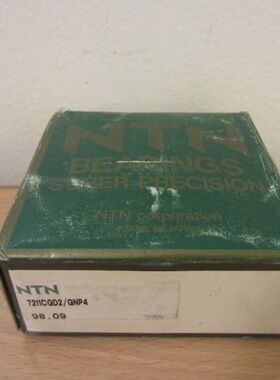 NTN
BEARINGS
SUPER PRECISION
NTN corporation
MADE IN JAPAN
NTN
7211CGD2/GNP4
98.09